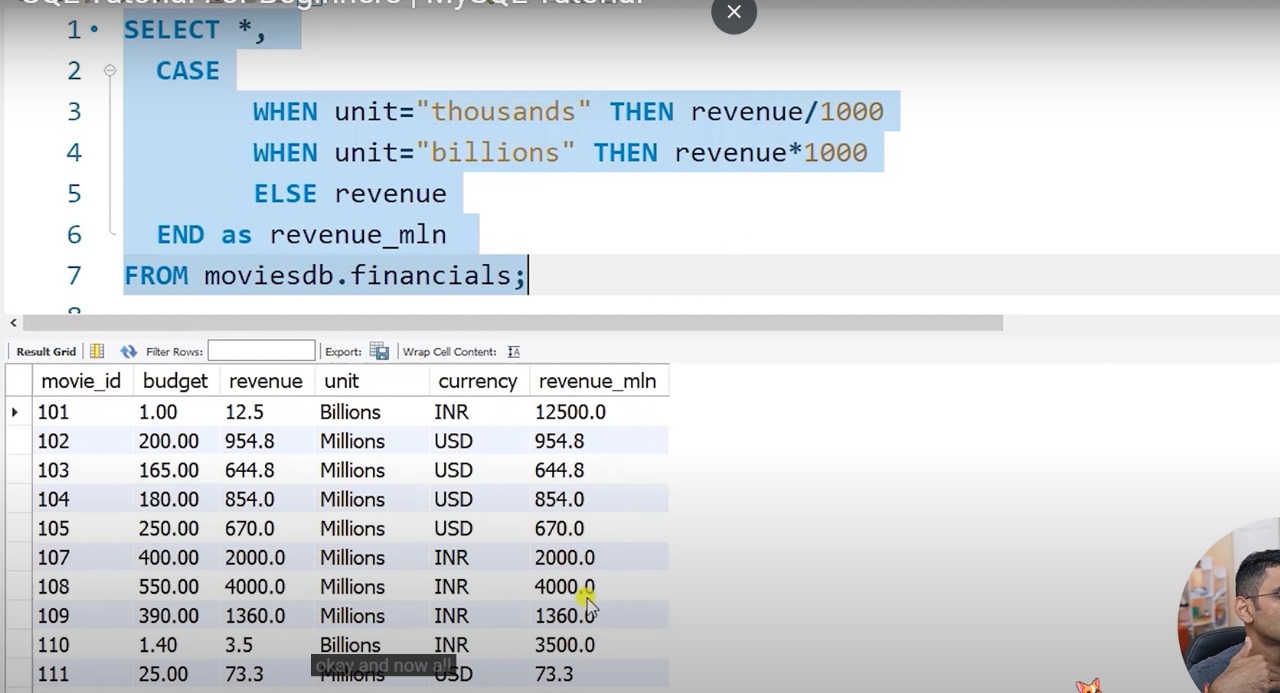 SQL Tutorial For Beginners | MySQL Tutorial
1 SELECT *,
2 CASE
3 WHEN unit="thousands" THEN revenue/1000
4 WHEN unit="billions" THEN revenue*1000
5 ELSE revenue
6 END as revenue_mln
7 FROM moviesdb.financials;
8
Result Grid Filter Rows: Export: Wrap Cell Content: IA
movie_id budget revenue unit currency revenue_mln
101 1.00 12.5 Billions INR 12500.0
102 200.00 954.8 Millions USD 954.8
103 165.00 644.8 Millions USD 644.8
104 180.00 854.0 Millions USD 854.0
105 250.00 670.0 Millions USD 670.0
107 400.00 2000.0 Millions INR 2000.0
108 550.00 4000.0 Millions INR 4000.0
109 390.00 1360.0 Millions INR 1360.0
110 1.40 3.5 Billions INR 3500.0
okay and now all
111 25.00 73.3 Millions USD 73.3